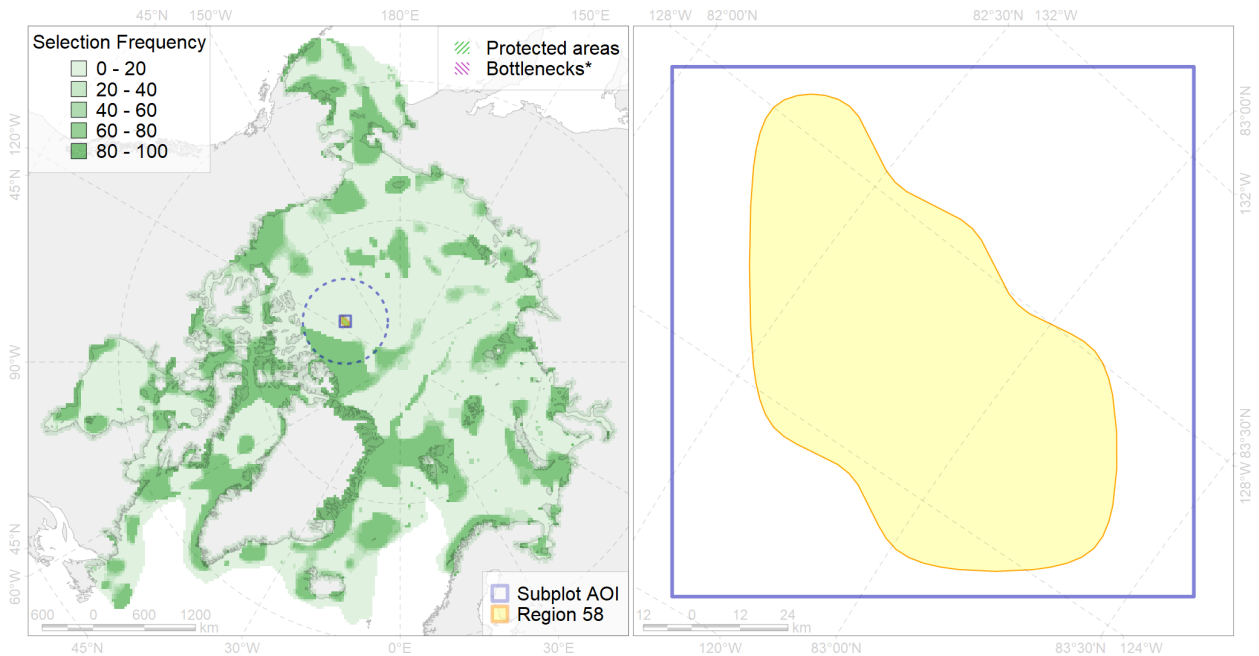 45°N 150°W 180°E 150°E
128°W 82°00'N 82°30'N 132°W
Selection Frequency
0 - 20
20 - 40
40 - 60
60 - 80
80 - 100
Protected areas
Bottlenecks*
120°W
45°N
90°W
45°N
60°W
83°00'N
132°W
83°30'N
128°W
Subplot AOI
Region 58
600 0 600 1200
km
12 0 12 24
km
45°N 30°W 0°E 30°E
120°W 83°00'N 83°30'N 124°W